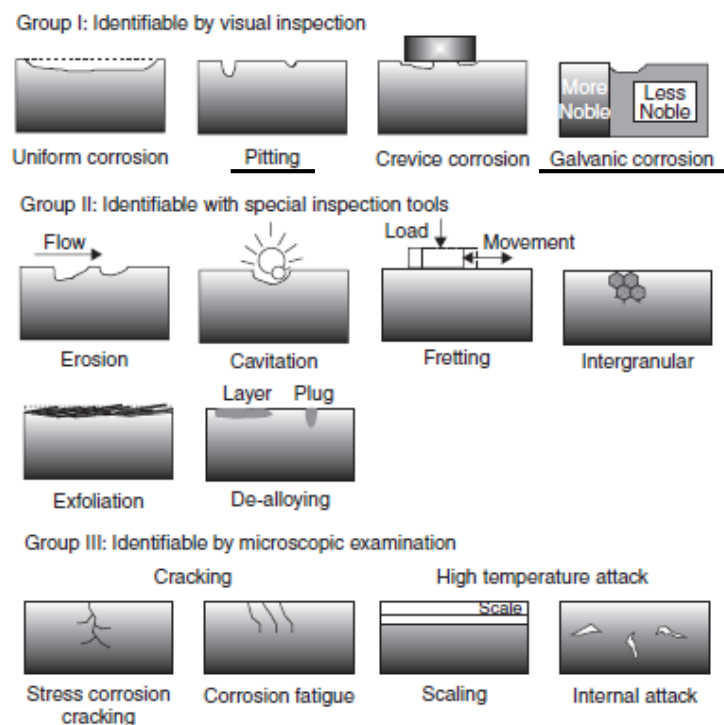 Group I: Identifiable by visual inspection
More
Noble
Less
Noble
Uniform corrosion
Pitting
Crevice corrosion
Galvanic corrosion
Group II: Identifiable with special inspection tools
Flow
Load
Movement
Erosion
Cavitation
Fretting
Intergranular
Layer
Plug
Exfoliation
De-alloying
Group III: Identifiable by microscopic examination
Cracking
High temperature attack
Scale
Stress corrosion
cracking
Corrosion fatigue
Scaling
Internal attack